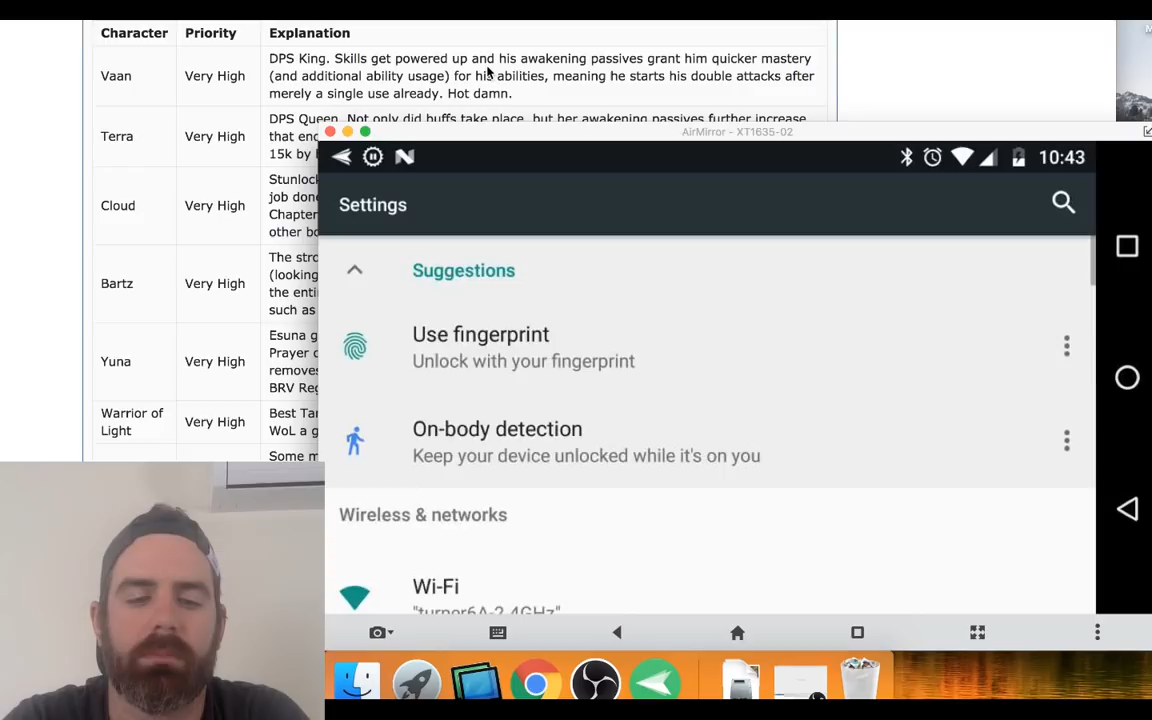 Character Priority Explanation
Vaan Very High DPS King. Skills get powered up and his awakening passives grant him quicker mastery
(and additional ability usage) for his abilities, meaning he starts his double attacks after
merely a single use already. Hot damn.
Terra Very High DPS Queen. Not only did buffs take place, but her awakening passives further increase
that
15k by
Cloud Very High Stunlock
job done
Chapter
other
Bartz Very High The
(looking
the entire
such as
Yuna Very High Esuna
Prayer
removes
BRV
Warrior of Light Very High Best
WoL a
Some
AirMirror - XT1635-02
10:43
Settings
Suggestions
Use fingerprint
Unlock with your fingerprint
On-body detection
Keep your device unlocked while it's on you
Wireless & networks
Wi-Fi
"turner6A-2.4GHz"